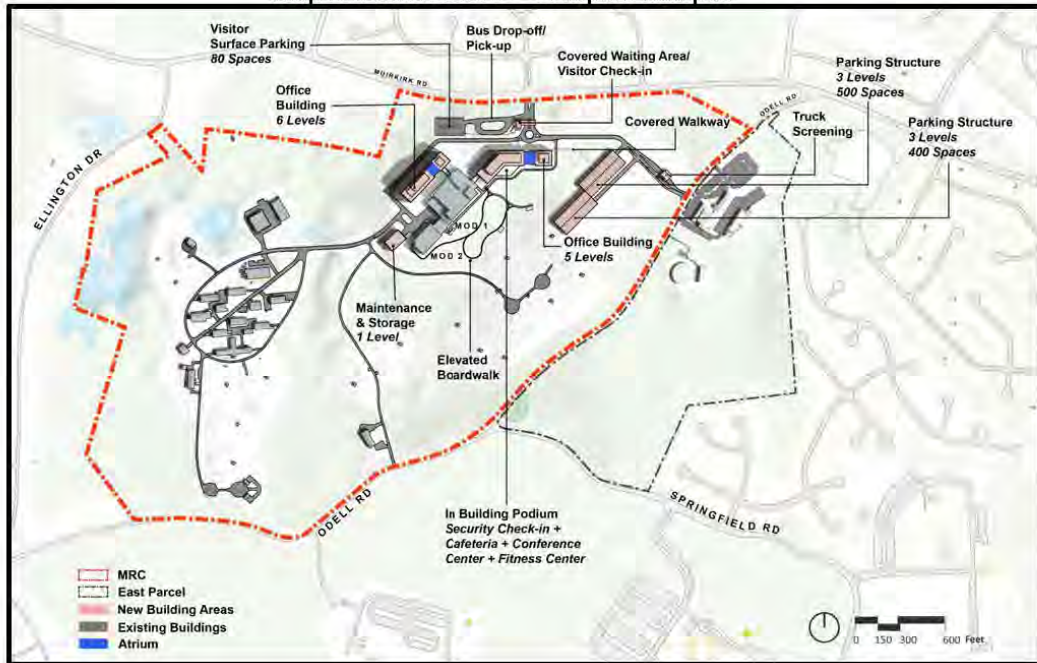 Visitor
Surface Parking
80 Spaces
Bus Drop-off/
Pick-up
Covered Waiting Area/
Visitor Check-in
Parking Structure
3 Levels
500 Spaces
MUIRKIRK RD
Office
Building
6 Levels
ODELL RD
Covered Walkway
Truck
Screening
Parking Structure
3 Levels
400 Spaces
ELLINGTON DR
MOD 1
MOD 2
Office Building
5 Levels
Maintenance
& Storage
1 Level
Elevated
Boardwalk
ODELL RD
SPRINGFIELD RD
In Building Podium
Security Check-in +
Cafeteria + Conference
Center + Fitness Center
MRC
East Parcel
New Building Areas
Existing Buildings
Atrium
0 150 300 600 Feet